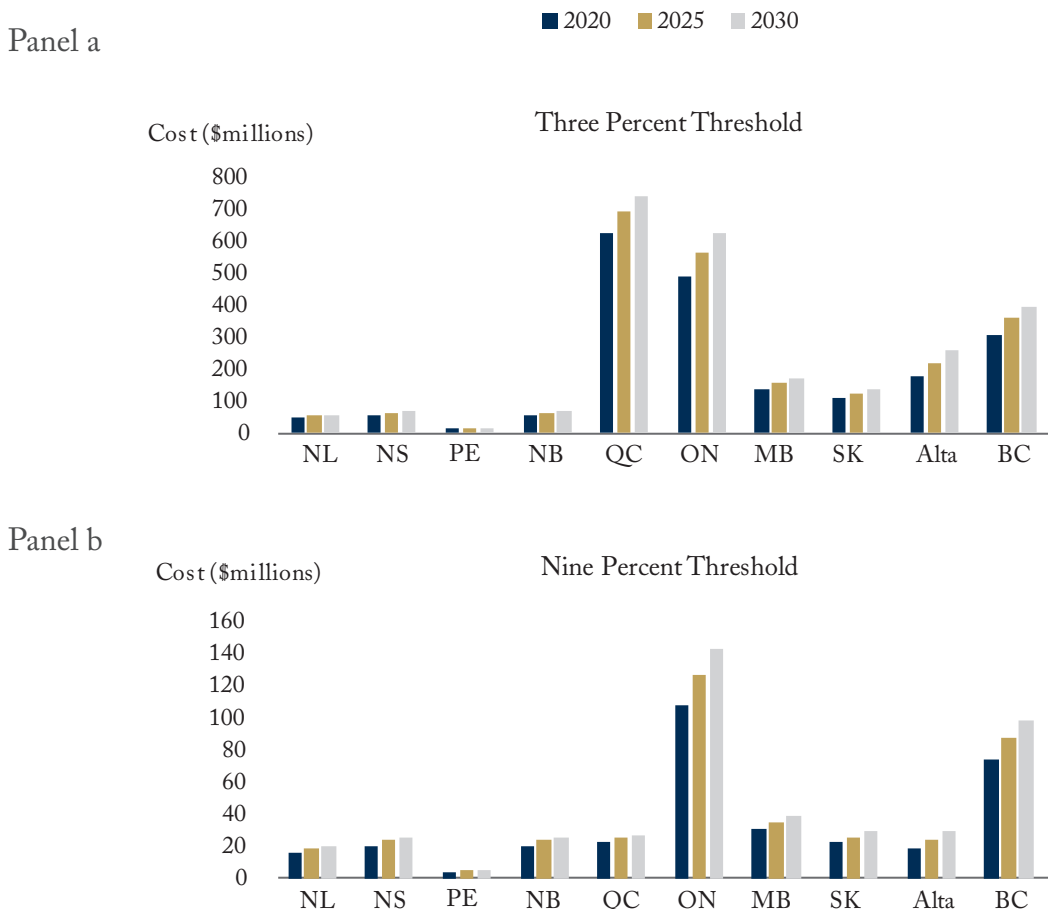 2020 2025 2030
Panel a
Three Percent Threshold
Cost ($millions)
800
700
600
500
400
300
200
100
0
NL NS PE NB QC ON MB SK Alta BC
Panel b
Nine Percent Threshold
Cost ($millions)
160
140
120
100
80
60
40
20
0
NL NS PE NB QC ON MB SK Alta BC